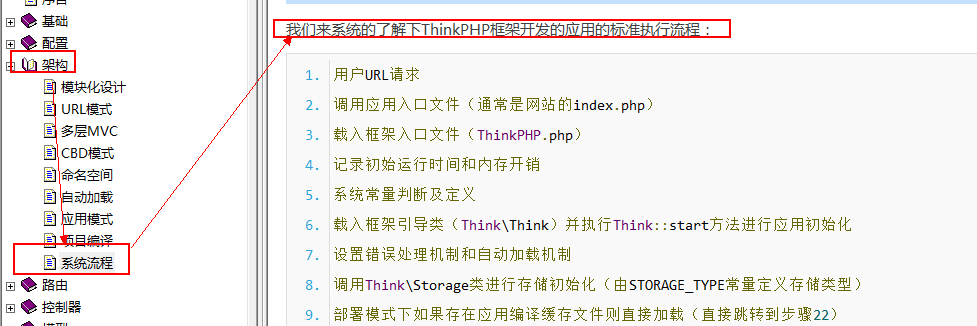 基础
配置
架构
模块化设计
URL模式
多层MVC
CBD模式
命名空间
自动加载
应用模式
项目编译
系统流程
路由
控制器
我们来系统的了解下ThinkPHP框架开发的应用的标准执行流程：
1. 用户URL请求
2. 调用应用入口文件（通常是网站的index.php）
3. 载入框架入口文件（ThinkPHP.php）
4. 记录初始运行时间和内存开销
5. 系统常量判断及定义
6. 载入框架引导类（Think\Think）并执行Think::start方法进行应用初始化
7. 设置错误处理机制和自动加载机制
8. 调用Think\Storage类进行存储初始化（由STORAGE_TYPE常量定义存储类型）
9. 部署模式下如果存在应用编译缓存文件则直接加载（直接跳转到步骤22）